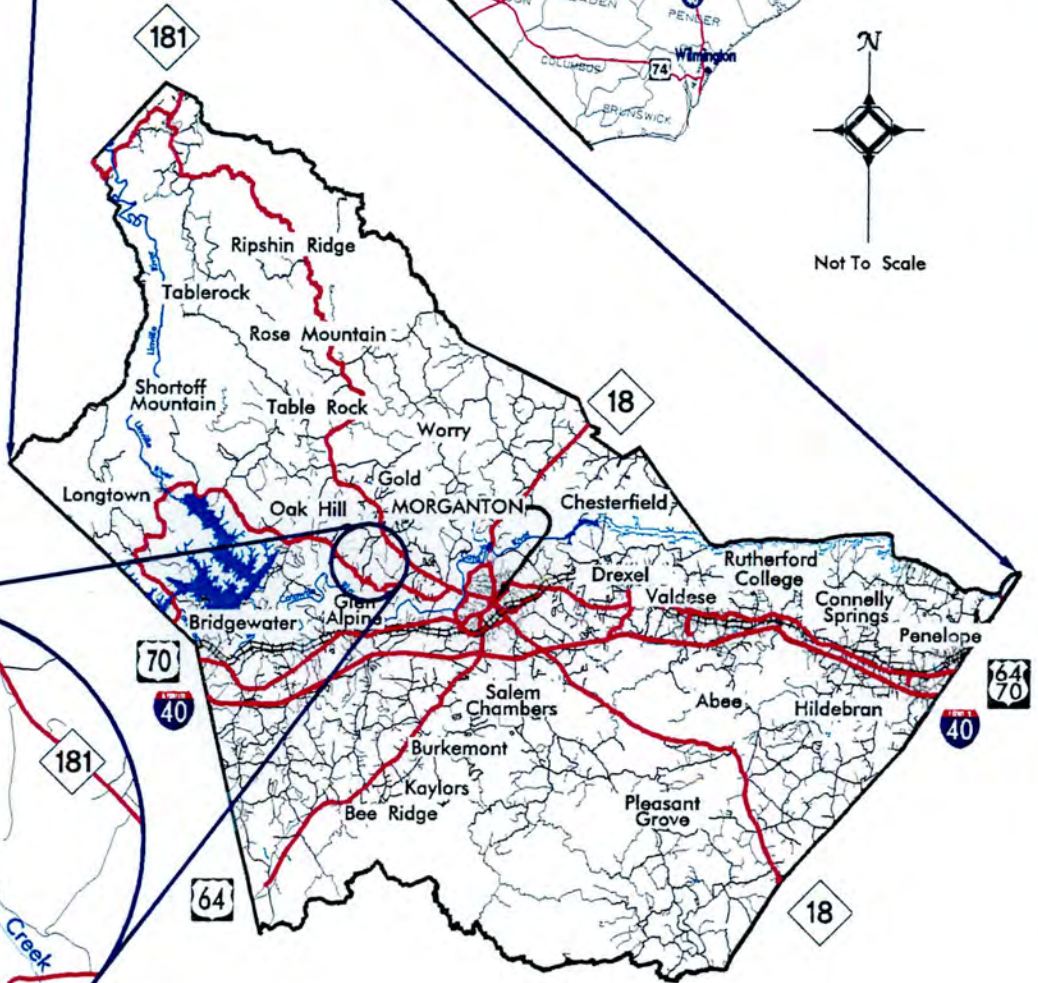 PENDER
COLUMBUS
74
Wilmington
BRUNSWICK
181
N
Not To Scale
Ripshin Ridge
Tablerock
Linville
Rose Mountain
Shortoff
Mountain
Table Rock
18
Worry
Linville
Longtown
Gold
Oak Hill
MORGANTON
Chesterfield
Drexel
Rutherford
College
Valdese
Connelly
Springs
Glen
Alpine
Bridgewater
Penelope
70
40
64
70
40
Salem
Chambers
Abee
Hildebran
181
Burkemont
Kaylors
Bee Ridge
Pleasant
Grove
64
18
Creek